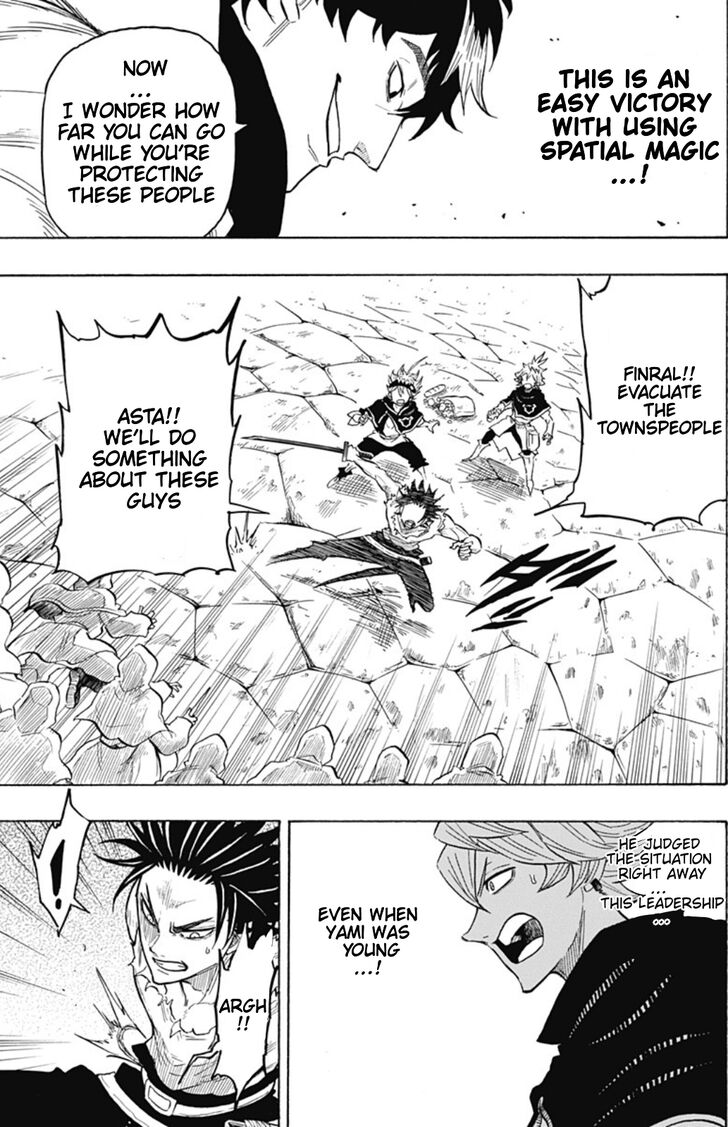 THIS IS AN
EASY VICTORY
WITH USING
SPATIAL MAGIC
...!
NOW
...
I WONDER HOW
FAR YOU CAN GO
WHILE YOU'RE
PROTECTING
THESE PEOPLE
FINRAL!!
EVACUATE
THE
TOWNSPEOPLE
ASTA!!
WE'LL DO
SOMETHING
ABOUT THESE
GUYS
HE JUDGED
THE SITUATION
RIGHT AWAY
...
THIS LEADERSHIP
...
EVEN WHEN
YAMI WAS
YOUNG
...!
!
ARGH
!!